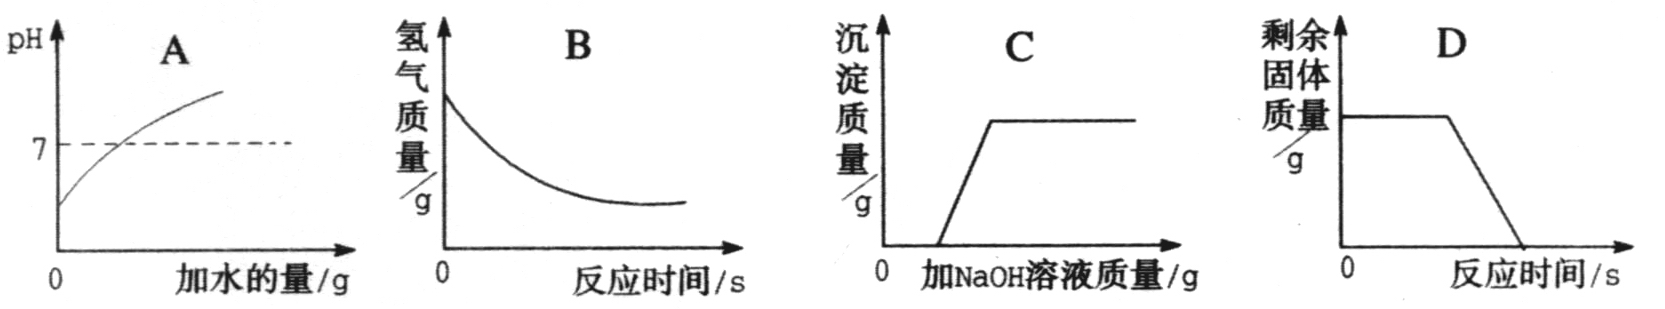 pH
A
7
0
加水的量/g
氢气质量/g
B
0
反应时间/s
沉淀质量/g
C
0
加NaOH溶液质量/g
剩余
固体
质量/g
D
0
反应时间/s